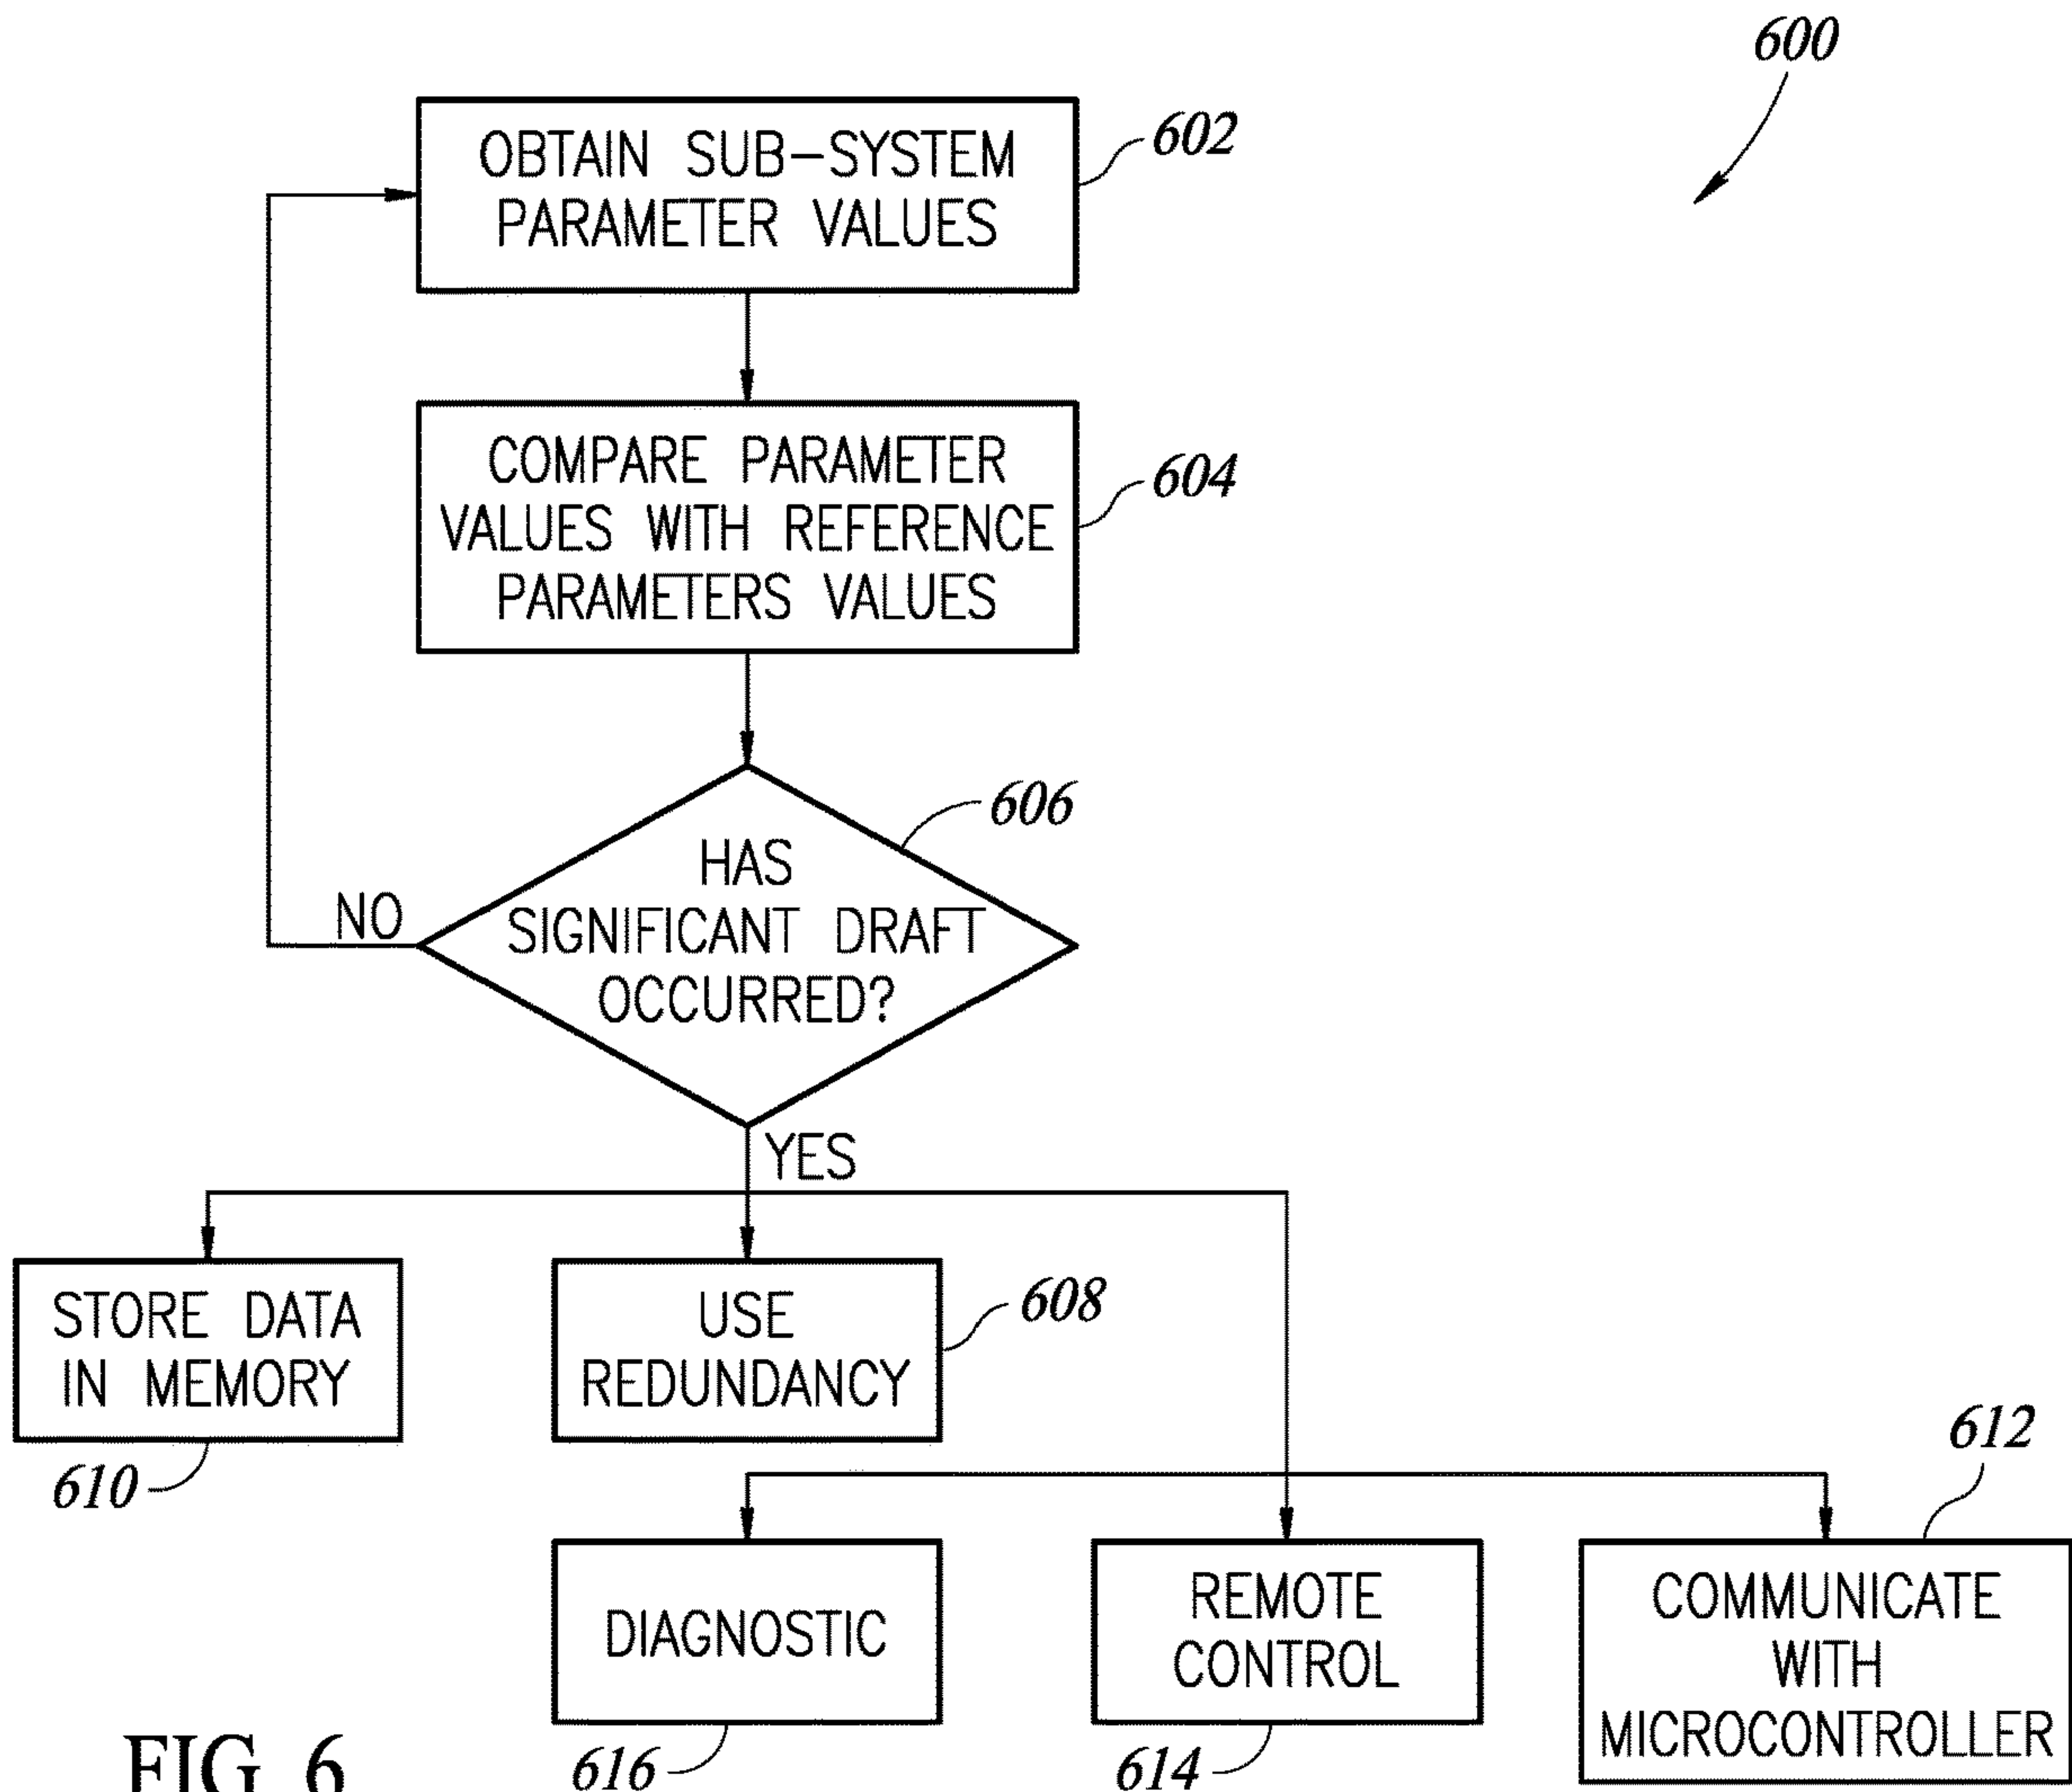 600
OBTAIN SUB-SYSTEM
PARAMETER VALUES
602
COMPARE PARAMETER
VALUES WITH REFERENCE
PARAMETERS VALUES
604
HAS
SIGNIFICANT DRAFT
OCCURRED?
606
NO
YES
STORE DATA
IN MEMORY
610
USE
REDUNDANCY
608
DIAGNOSTIC
616
REMOTE
CONTROL
614
COMMUNICATE
WITH
MICROCONTROLLER
612
FIG. 6